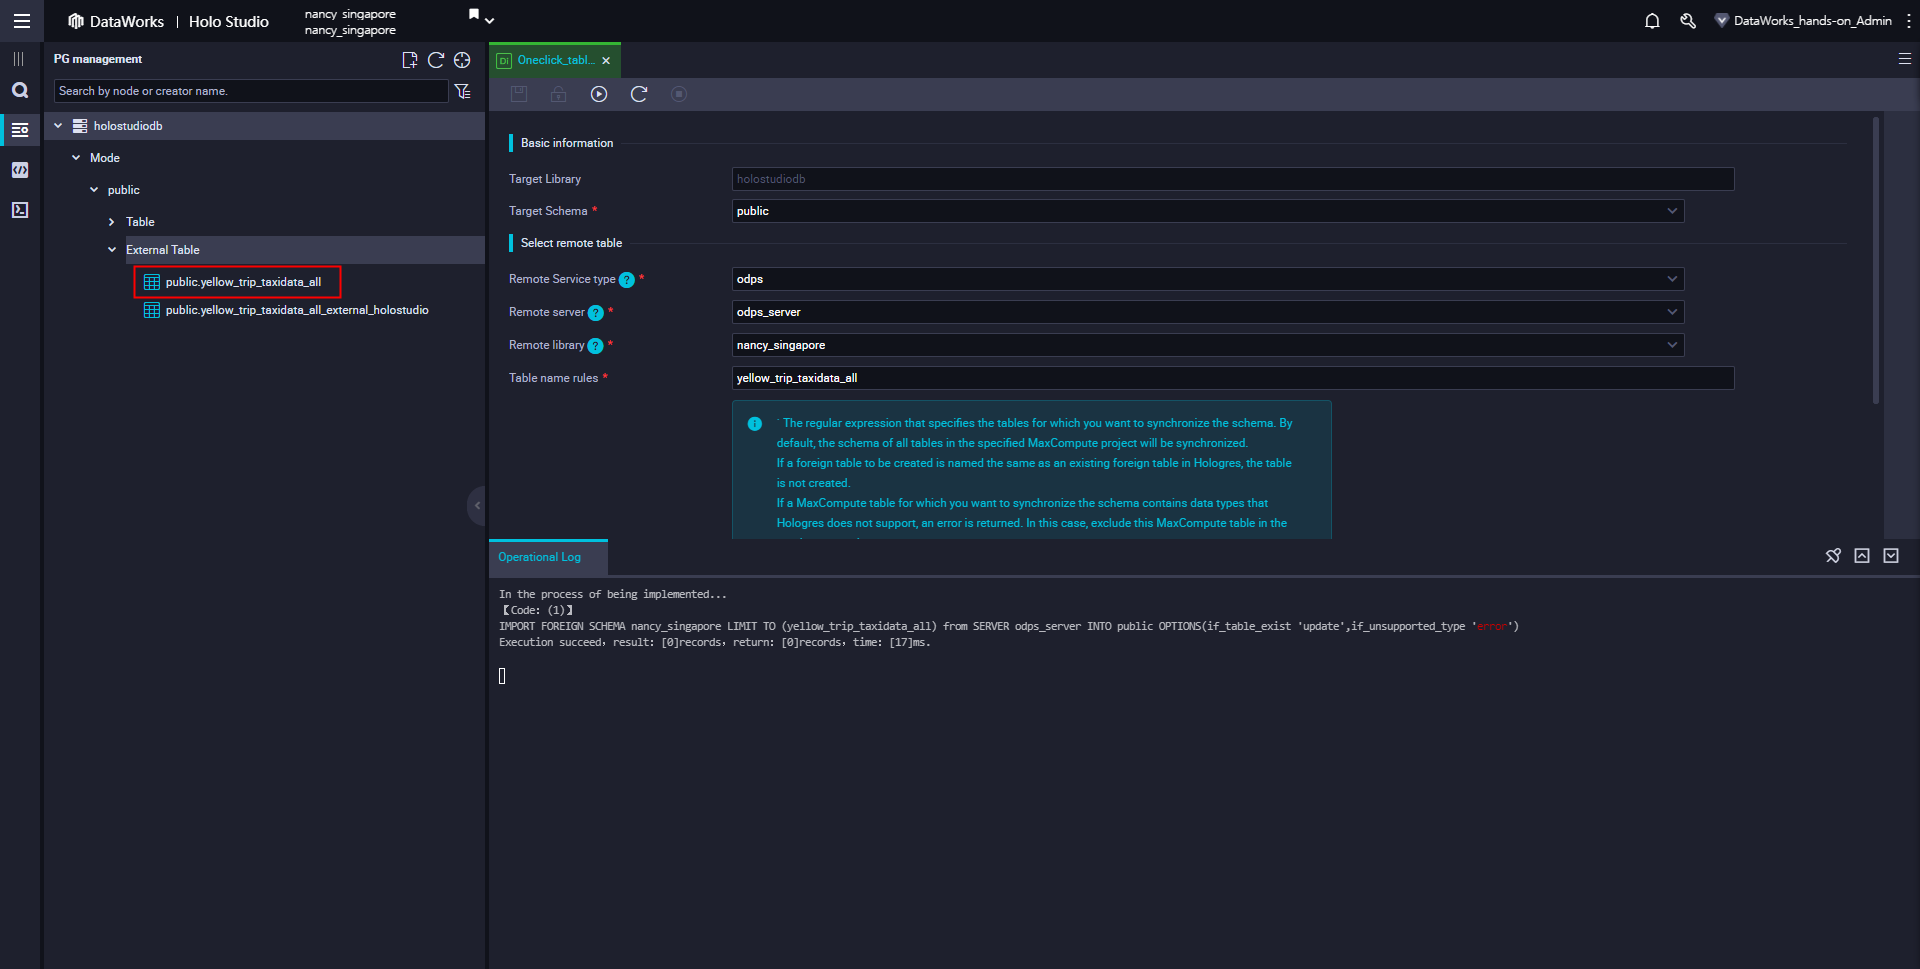 DataWorks | Holo Studio
nancy_singapore
nancy_singapore
DataWorks_hands-on_Admin
PG management
Search by node or creator name.
holostudiodb
Mode
public
Table
External Table
public.yellow_trip_taxidata_all
public.yellow_trip_taxidata_all_external_holostudio
DI Oneclick_tabl...
Basic information
Target Library
holostudiodb
Target Schema *
public
Select remote table
Remote Service type ? *
odps
Remote server ? *
odps_server
Remote library ? *
nancy_singapore
Table name rules *
yellow_trip_taxidata_all
The regular expression that specifies the tables for which you want to synchronize the schema. By
default, the schema of all tables in the specified MaxCompute project will be synchronized.
If a foreign table to be created is named the same as an existing foreign table in Hologres, the table
is not created.
If a MaxCompute table for which you want to synchronize the schema contains data types that
Hologres does not support, an error is returned. In this case, exclude this MaxCompute table in the
Operational Log
In the process of being implemented...
【Code: (1)】
IMPORT FOREIGN SCHEMA nancy_singapore LIMIT TO (yellow_trip_taxidata_all) from SERVER odps_server INTO public OPTIONS(if_table_exist 'update',if_unsupported_type 'error')
Execution succeed，result: [0]records，return: [0]records，time: [17]ms.